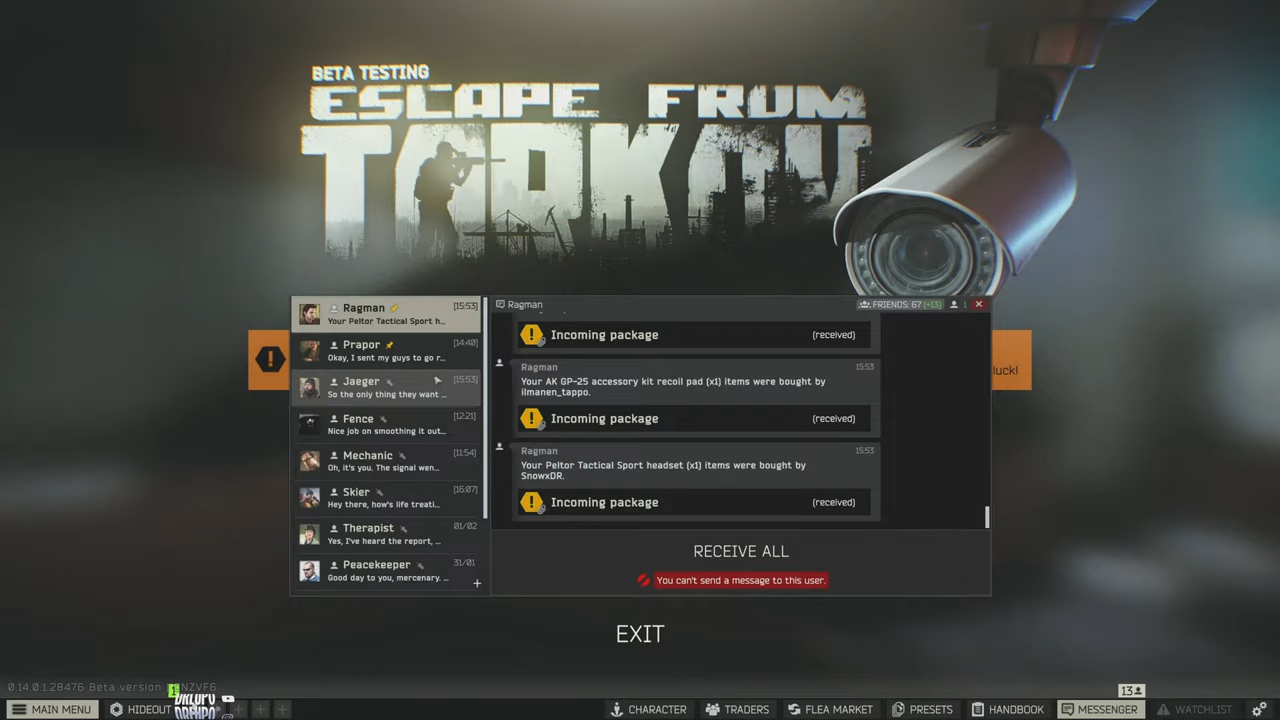 BETA TESTING
ESCAPE FROM
TARKOV
Ragman [15:53]
Your Peltor Tactical Sport h...
Prapor [14:40]
Okay, I sent my guys to go r...
Jaeger [15:53]
So the only thing they want ...
Fence [12:21]
Nice job on smoothing it out...
Mechanic [11:54]
Oh, it's you. The signal wen...
Skier [16:07]
Hey there, how's life treati...
Therapist 01/02
Yes, I've heard the report, ...
Peacekeeper 31/01
Good day to you, mercenary. ...
+
Ragman
FRIENDS: 67 (+13) 1
Incoming package (received)
Ragman 15:53
Your AK GP-25 accessory kit recoil pad (x1) items were bought by
ilmanen_tappo.
Incoming package (received)
Ragman 15:53
Your Peltor Tactical Sport headset (x1) items were bought by
SnowxDR.
Incoming package (received)
RECEIVE ALL
You can't send a message to this user.
luck!
EXIT
0.14.0.1.28476 Beta version
NZVF6
DRLUPO
13
MAIN MENU
HIDEOUT
CHARACTER
TRADERS
FLEA MARKET
PRESETS
HANDBOOK
MESSENGER
WATCHLIST